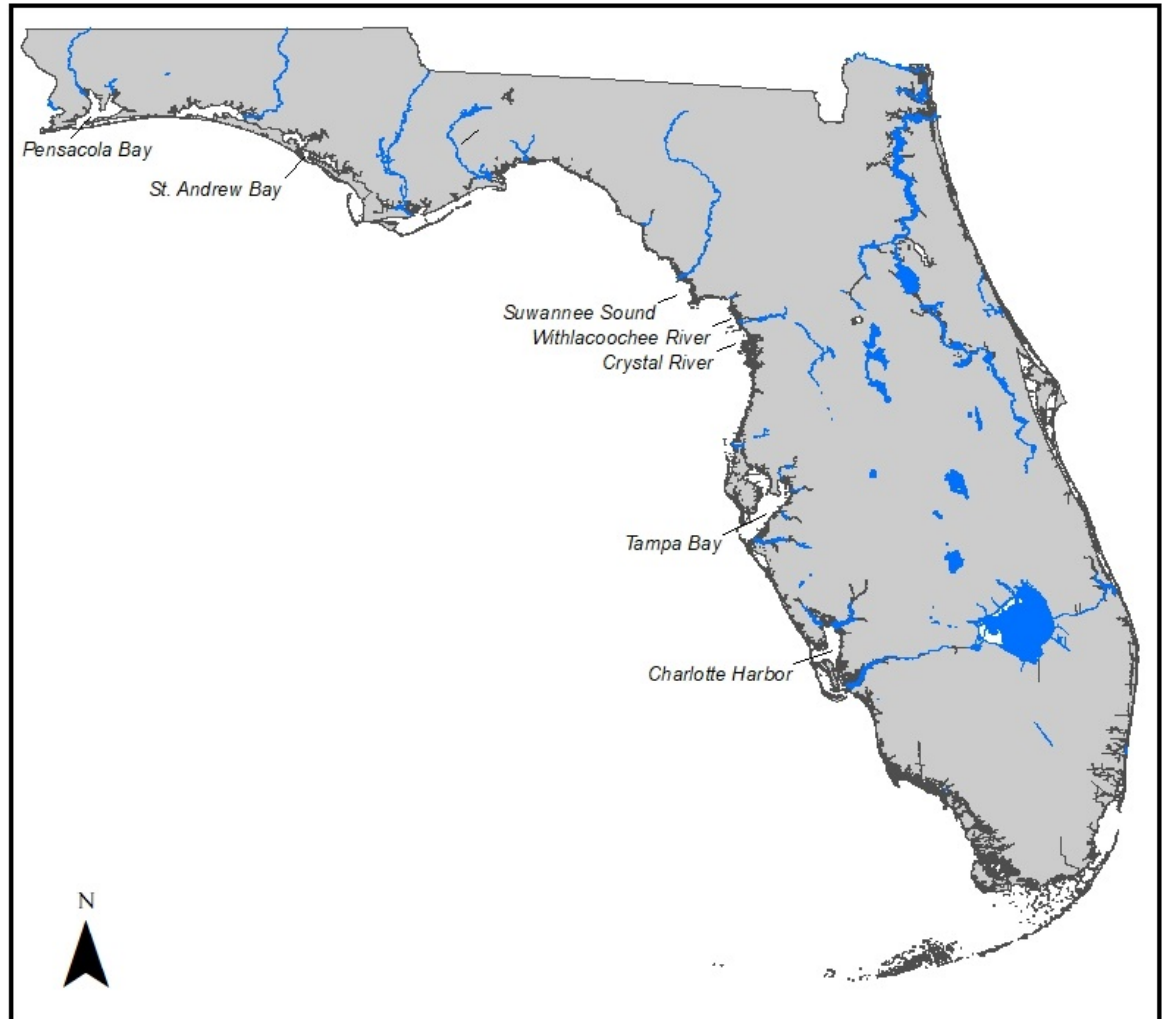 Pensacola Bay
St. Andrew Bay
Suwannee Sound
Withlacoochee River
Crystal River
Tampa Bay
Charlotte Harbor
N